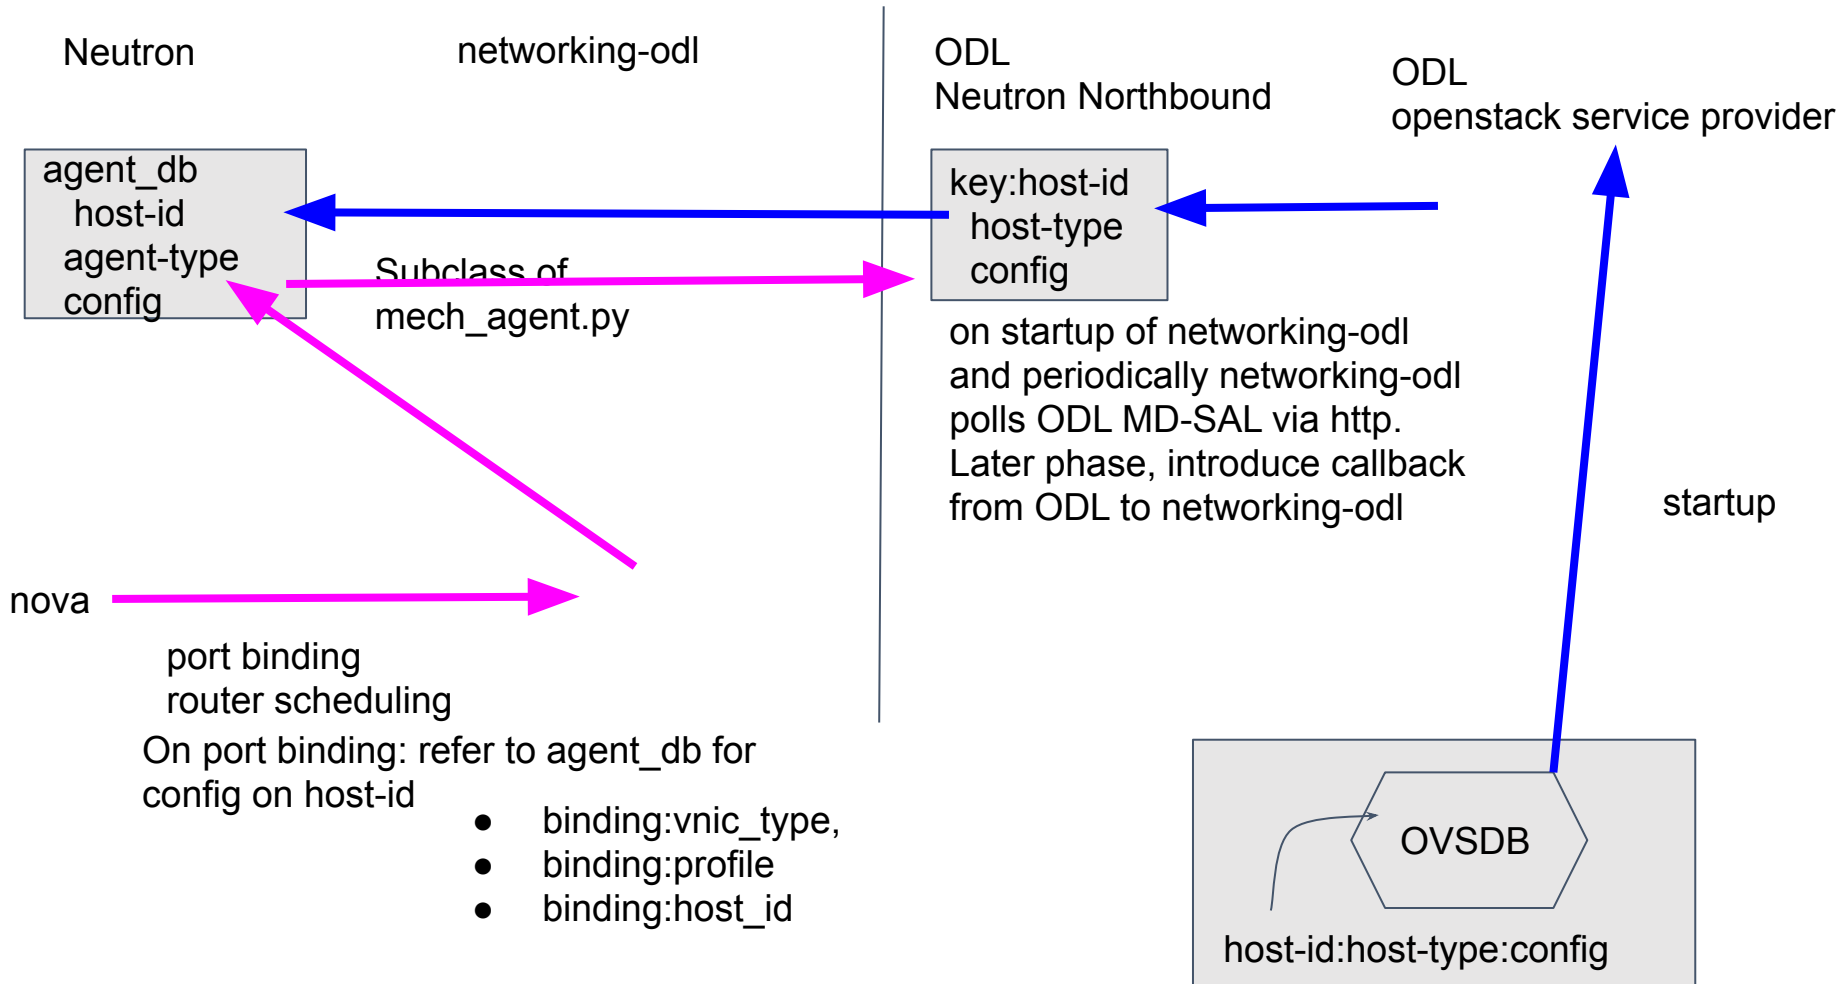 Neutron
networking-odl
ODL
Neutron Northbound
ODL
openstack service provider
agent_db
host-id
agent-type
config
Subclass of
mech_agent.py
key:host-id
host-type
config
on startup of networking-odl
and periodically networking-odl
polls ODL MD-SAL via http.
Later phase, introduce callback
from ODL to networking-odl
startup
nova
port binding
router scheduling
On port binding: refer to agent_db for
config on host-id
● binding:vnic_type,
● binding:profile
● binding:host_id
OVSDB
host-id:host-type:config